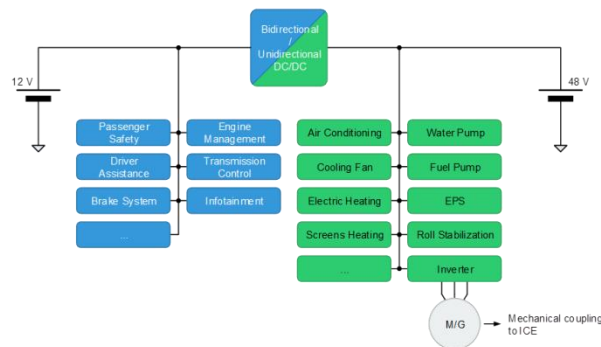 Bidirectional
/
Unidirectional
DC/DC
12 V
48 V
Passenger
Safety
Engine
Management
Air Conditioning
Water Pump
Driver
Assistance
Transmission
Control
Cooling Fan
Fuel Pump
Brake System
Infotainment
Electric Heating
EPS
...
Screens Heating
Roll Stabilization
...
Inverter
M/G
Mechanical coupling
to ICE